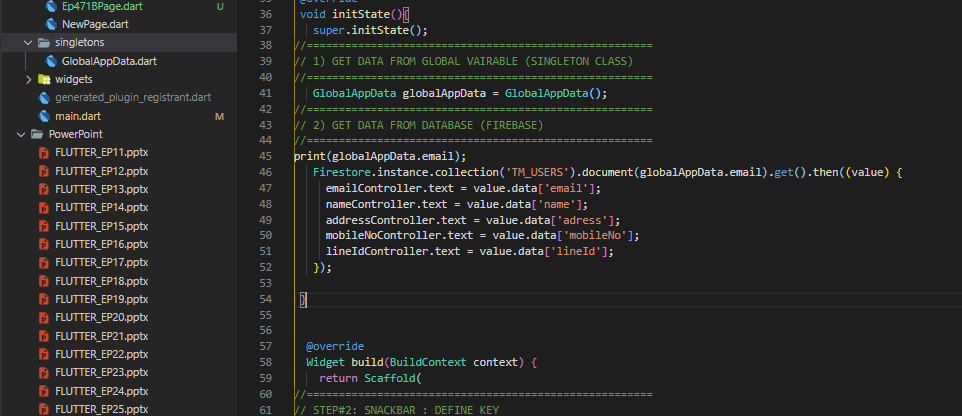 Ep471BPage.dart U
NewPage.dart
singletons
GlobalAppData.dart
widgets
generated_plugin_registrant.dart
main.dart M
PowerPoint
FLUTTER_EP11.pptx
FLUTTER_EP12.pptx
FLUTTER_EP13.pptx
FLUTTER_EP14.pptx
FLUTTER_EP15.pptx
FLUTTER_EP16.pptx
FLUTTER_EP17.pptx
FLUTTER_EP18.pptx
FLUTTER_EP19.pptx
FLUTTER_EP20.pptx
FLUTTER_EP21.pptx
FLUTTER_EP22.pptx
FLUTTER_EP23.pptx
FLUTTER_EP24.pptx
FLUTTER_EP25.pptx
@override
36 void initState(){
37 super.initState();
38 //======================================================
39 // 1) GET DATA FROM GLOBAL VAIRABLE (SINGLETON CLASS)
40 //======================================================
41 GlobalAppData globalAppData = GlobalAppData();
42 //======================================================
43 // 2) GET DATA FROM DATABASE (FIREBASE)
44 //======================================================
45 print(globalAppData.email);
46 Firestore.instance.collection('TM_USERS').document(globalAppData.email).get().then((value) {
47 emailController.text = value.data['email'];
48 nameController.text = value.data['name'];
49 addressController.text = value.data['adress'];
50 mobileNoController.text = value.data['mobileNo'];
51 lineIdController.text = value.data['lineId'];
52 });
53
54 }
55
56
57 @override
58 Widget build(BuildContext context) {
59 return Scaffold(
60 //======================================================
61 // STEP#2: SNACKBAR : DEFINE KEY